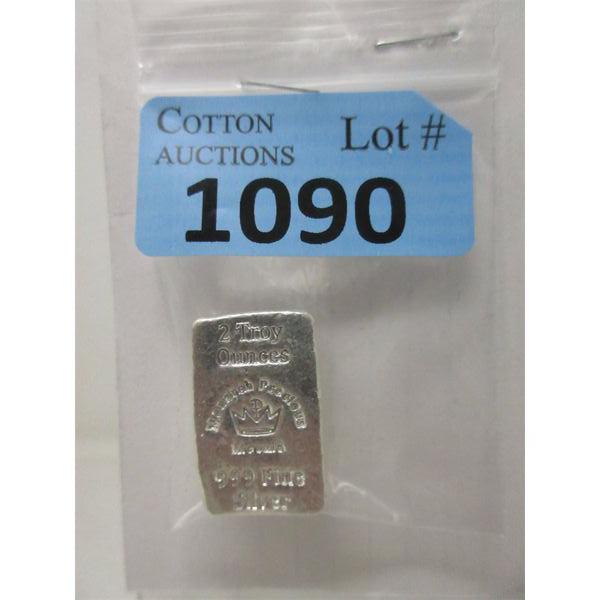 COTTON
AUCTIONS
Lot #
1090
2 Troy
Ounces
Monarch Precious
Metals
999 Fine
Silver